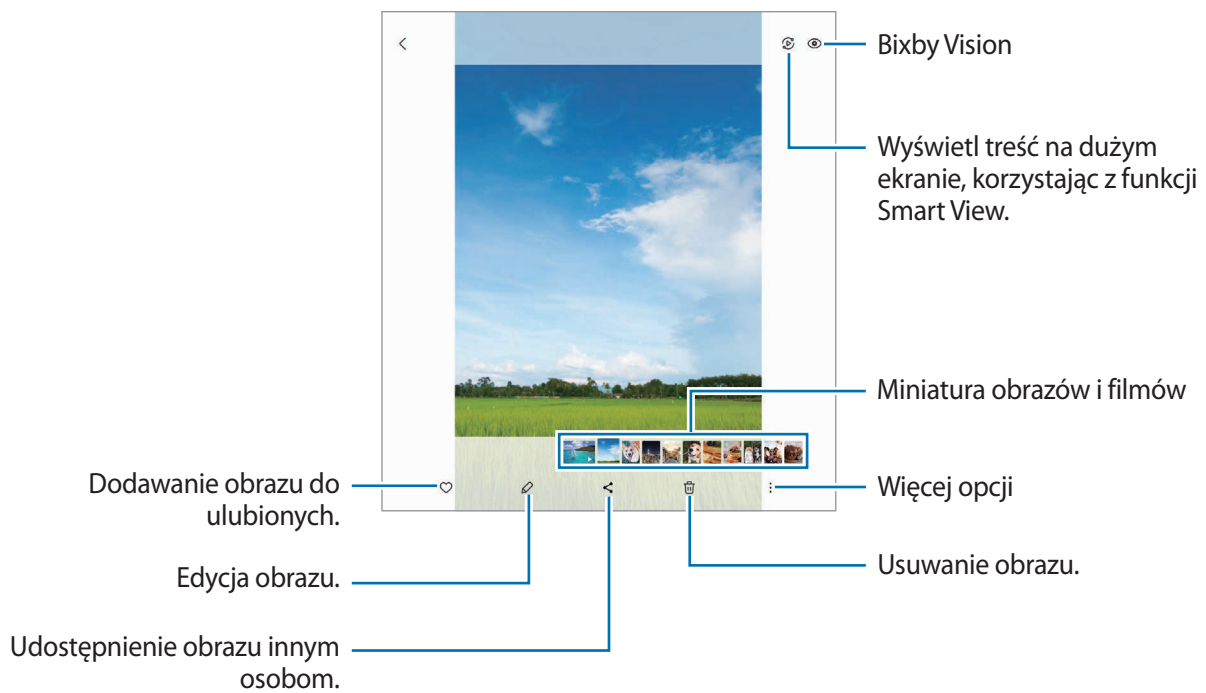 Bixby Vision
Wyświetl treść na dużym
ekranie, korzystając z funkcji
Smart View.
Miniatura obrazów i filmów
Dodawanie obrazu do
ulubionych.
Więcej opcji
Edycja obrazu.
Usuwanie obrazu.
Udostępnienie obrazu innym
osobom.